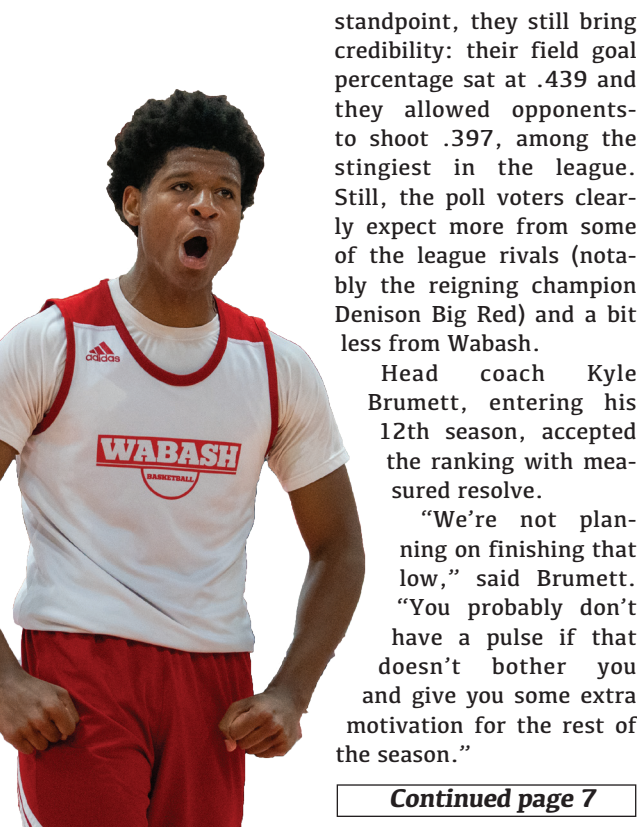 standpoint, they still bring
credibility: their field goal
percentage sat at .439 and
they allowed opponents-
to shoot .397, among the
stingiest in the league.
Still, the poll voters clear-
ly expect more from some
of the league rivals (nota-
bly the reigning champion
Denison Big Red) and a bit
less from Wabash.
Head coach Kyle
Brumett, entering his
12th season, accepted
the ranking with mea-
sured resolve.
“We’re not plan-
ning on finishing that
low,” said Brumett.
“You probably don’t
have a pulse if that
doesn’t bother you
and give you some extra
motivation for the rest of
the season.”
Continued page 7
adidas
WABASH
BASKETBALL